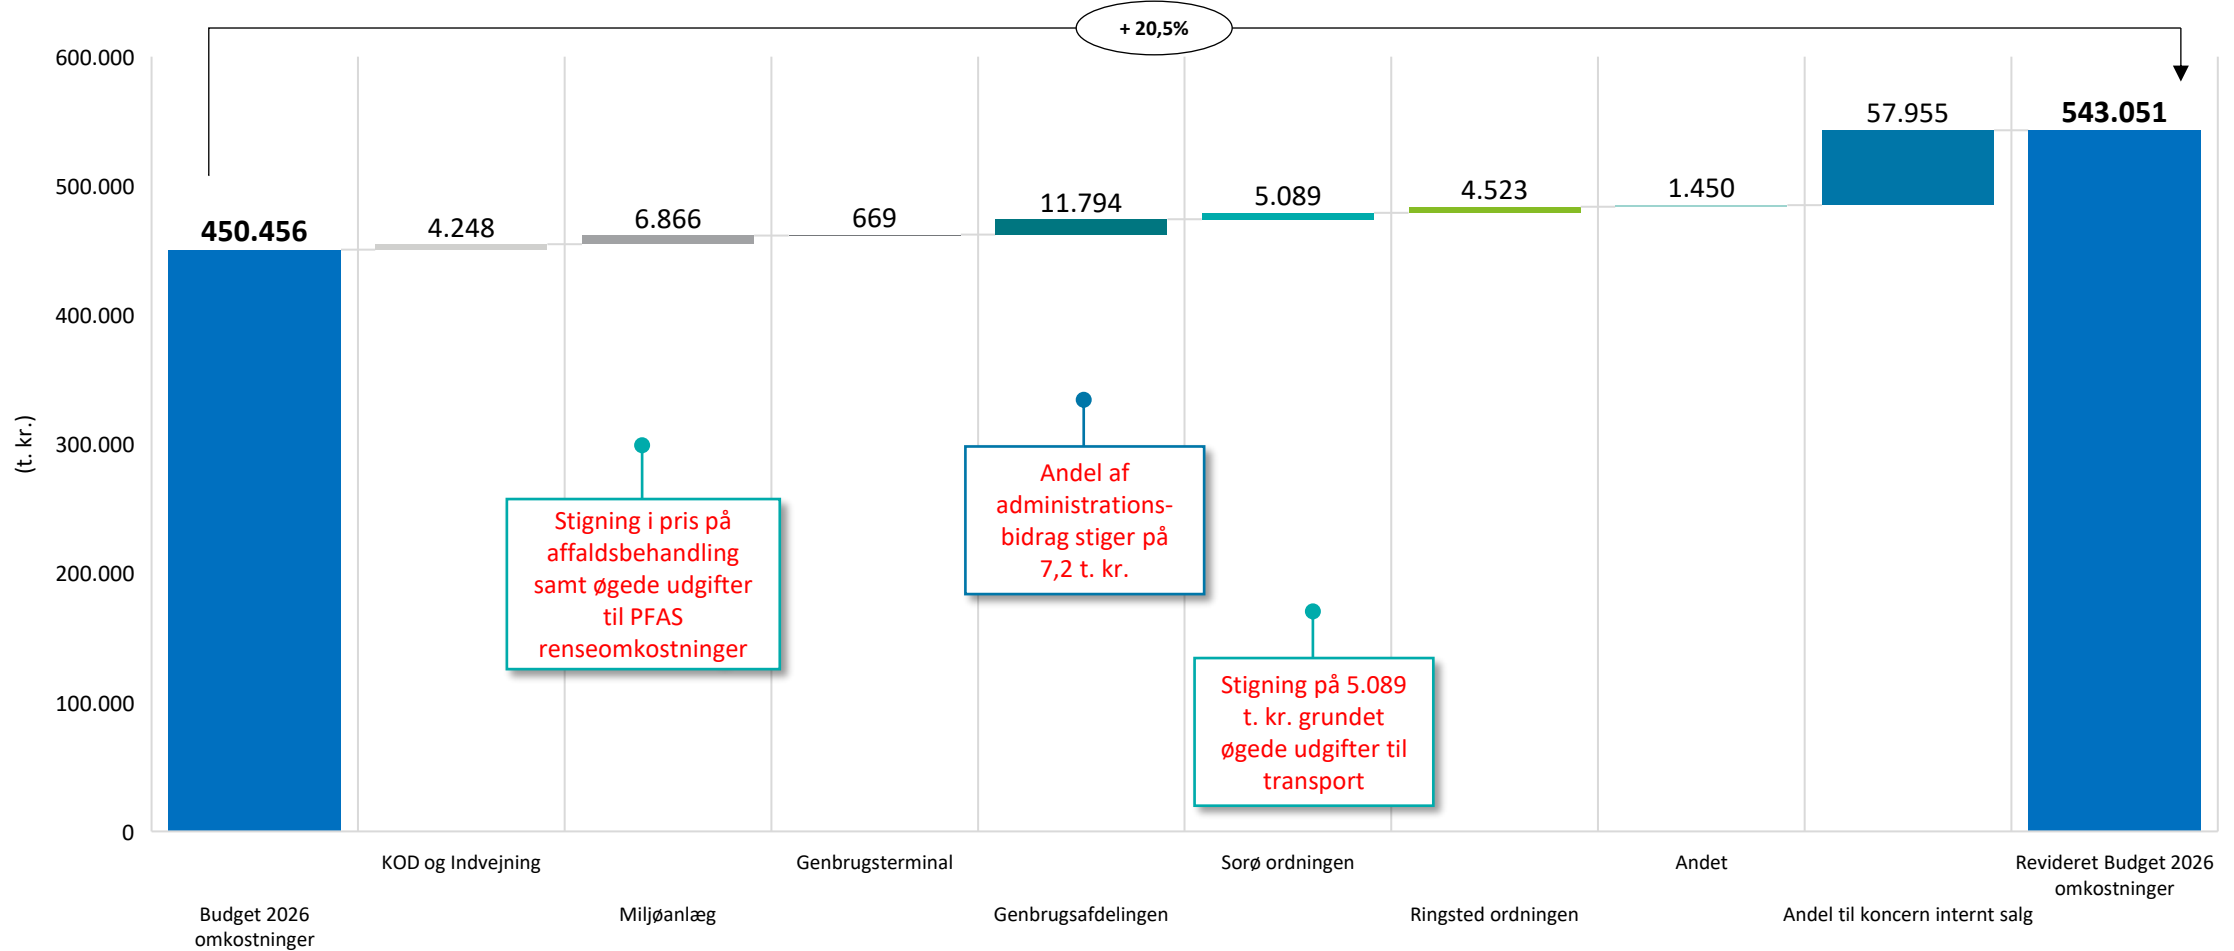 + 20,5%
600.000
500.000
400.000
300.000
200.000
100.000
0
(t. kr.)
450.456
4.248
6.866
669
11.794
5.089
4.523
1.450
57.955
543.051
Stigning i pris på
affaldsbehandling
samt øgede udgifter
til PFAS
renseomkostninger
Andel af
administrations-
bidrag stiger på
7,2 t. kr.
Stigning på 5.089
t. kr. grundet
øgede udgifter til
transport
Budget 2026
omkostninger
KOD og Indvejning
Miljøanlæg
Genbrugsterminal
Genbrugsafdelingen
Sorø ordningen
Ringsted ordningen
Andet
Andel til koncern internt salg
Revideret Budget 2026
omkostninger